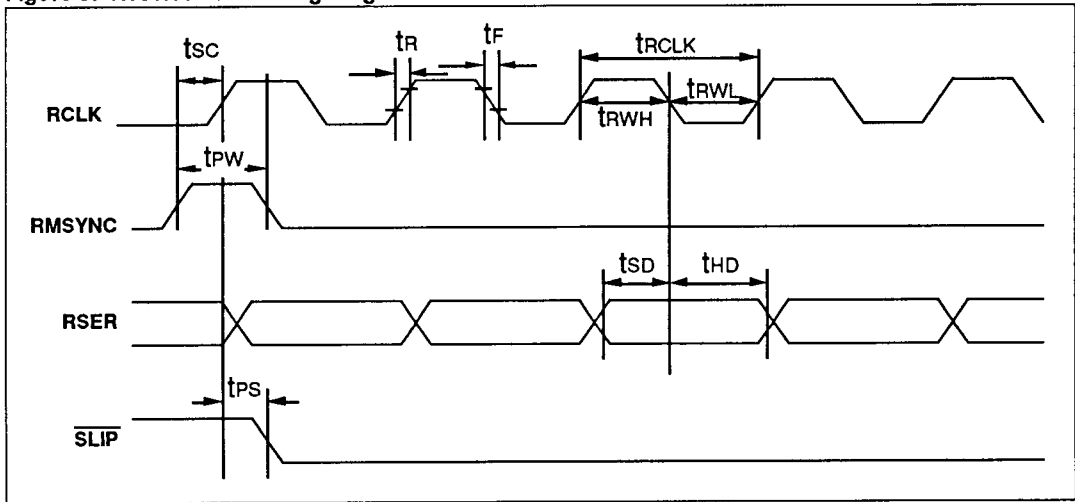 tSC
tR
tF
tRCLK
RCLK
tRWL
tRWH
tPW
RMSYNC
tSD
tHD
RSER
tPS
SLIP